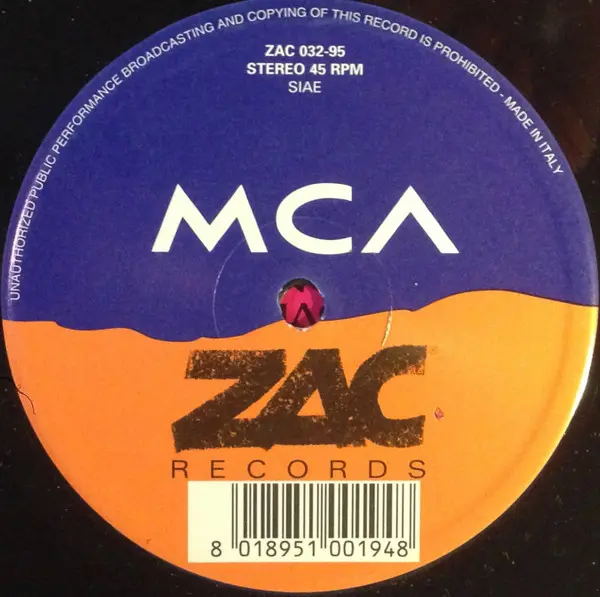 UNAUTHORIZED PUBLIC PERFORMANCE BROADCASTING AND COPYING OF THIS RECORD IS PROHIBITED - MADE IN ITALY
ZAC 032-95
STEREO 45 RPM
SIAE
MCΛ
ZAC
RECORDS
8 018951 001948